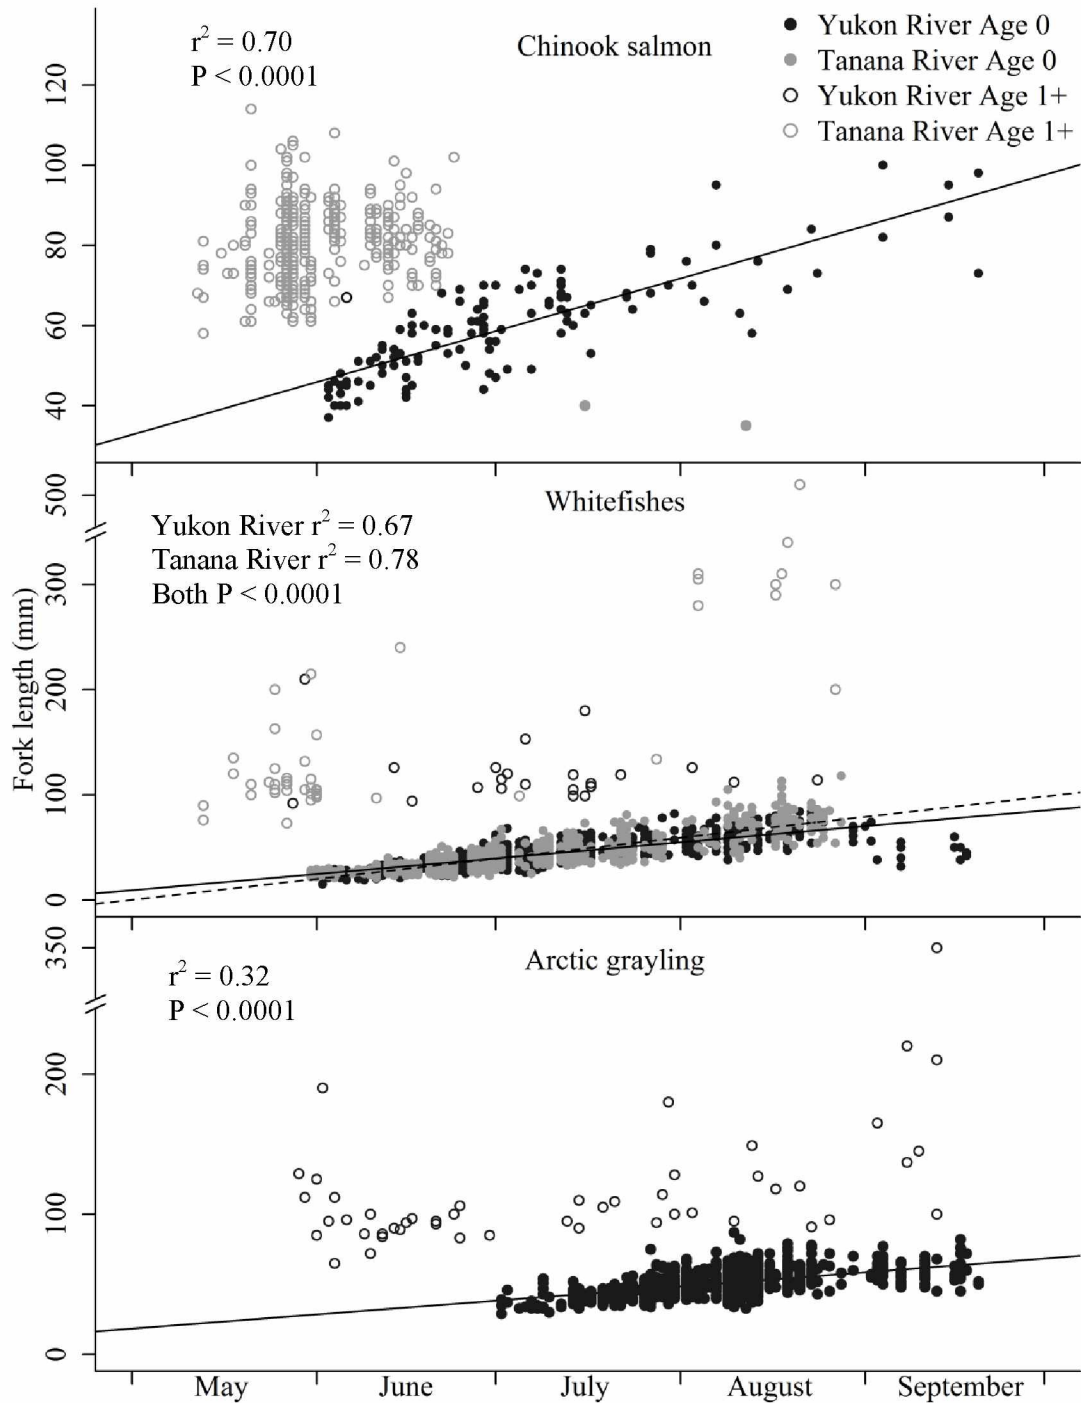 r² = 0.70
P < 0.0001
Chinook salmon
Yukon River Age 0
Tanana River Age 0
Yukon River Age 1+
Tanana River Age 1+
120
100
80
60
40
Whitefishes
Yukon River r² = 0.67
Tanana River r² = 0.78
Both P < 0.0001
500
300
200
100
0
Fork length (mm)
Arctic grayling
r² = 0.32
P < 0.0001
350
200
100
0
May June July August September